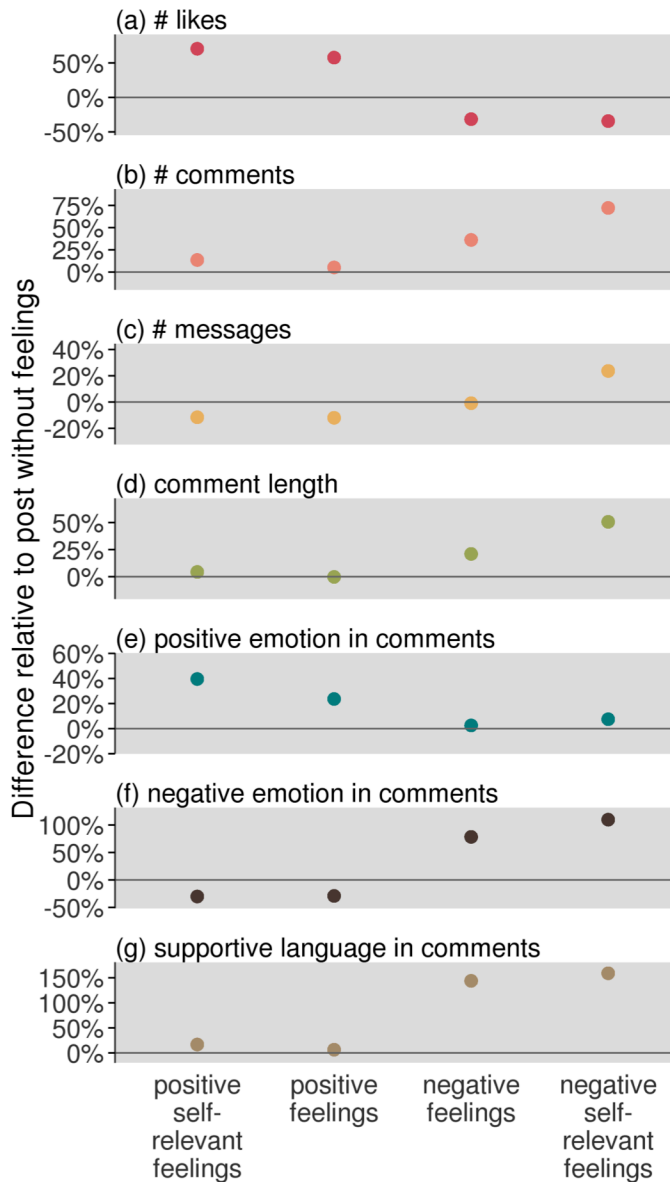 Difference relative to post without feelings
(a) # likes
50%
0%
-50%
(b) # comments
75%
50%
25%
0%
(c) # messages
40%
20%
0%
-20%
(d) comment length
50%
25%
0%
(e) positive emotion in comments
60%
40%
20%
0%
-20%
(f) negative emotion in comments
100%
50%
0%
-50%
(g) supportive language in comments
150%
100%
50%
0%
positive
self-
relevant
feelings
positive
feelings
negative
feelings
negative
self-
relevant
feelings